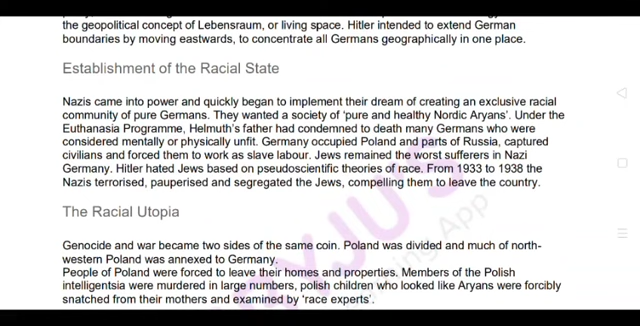 the geopolitical concept of Lebensraum, or living space. Hitler intended to extend German
boundaries by moving eastwards, to concentrate all Germans geographically in one place.
Establishment of the Racial State
Nazis came into power and quickly began to implement their dream of creating an exclusive racial
community of pure Germans. They wanted a society of ‘pure and healthy Nordic Aryans’. Under the
Euthanasia Programme, Helmuth’s father had condemned to death many Germans who were
considered mentally or physically unfit. Germany occupied Poland and parts of Russia, captured
civilians and forced them to work as slave labour. Jews remained the worst sufferers in Nazi
Germany. Hitler hated Jews based on pseudoscientific theories of race. From 1933 to 1938 the
Nazis terrorised, pauperised and segregated the Jews, compelling them to leave the country.
The Racial Utopia
Genocide and war became two sides of the same coin. Poland was divided and much of north-
western Poland was annexed to Germany.
People of Poland were forced to leave their homes and properties. Members of the Polish
intelligentsia were murdered in large numbers, polish children who looked like Aryans were forcibly
snatched from their mothers and examined by ‘race experts’.
BYJU'S
ing App